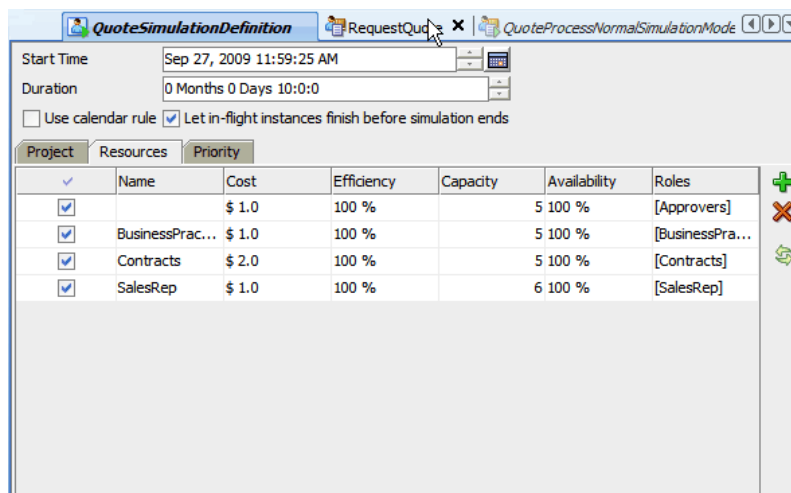 QuoteSimulationDefinition RequestQuote QuoteProcessNormalSimulationMode
Start Time Sep 27, 2009 11:59:25 AM
Duration 0 Months 0 Days 10:0:0
Use calendar rule Let in-flight instances finish before simulation ends
Project Resources Priority
Name Cost Efficiency Capacity Availability Roles
$ 1.0 100 % 5 100 % [Approvers]
BusinessPrac... $ 1.0 100 % 5 100 % [BusinessPra...
Contracts $ 2.0 100 % 5 100 % [Contracts]
SalesRep $ 1.0 100 % 6 100 % [SalesRep]